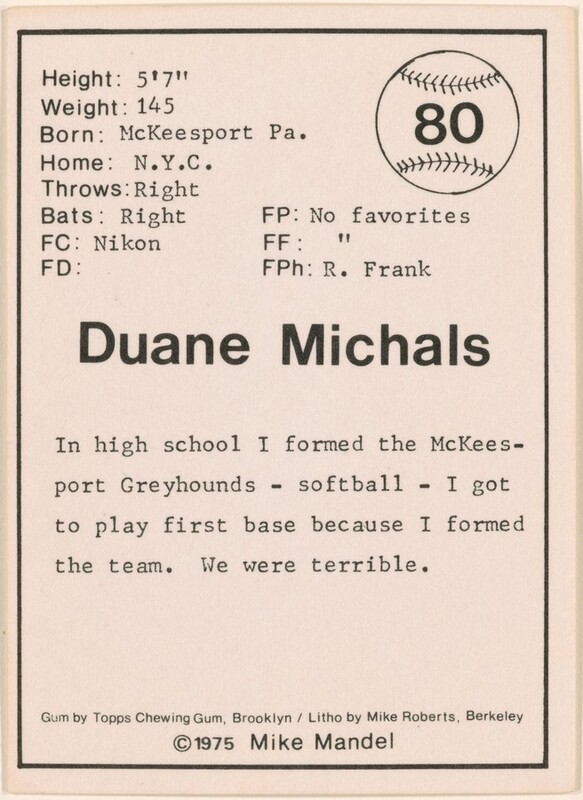 Height: 5'7"
80
Weight: 145
Born: McKeesport Pa.
Home: N.Y.C.
Throws: Right
Bats: Right FP: No favorites
FC: Nikon FF: "
FD: FPh: R. Frank
Duane Michals
In high school I formed the McKees-
port Greyhounds - softball - I got
to play first base because I formed
the team. We were terrible.
Gum by Topps Chewing Gum, Brooklyn / Litho by Mike Roberts, Berkeley
©1975 Mike Mandel